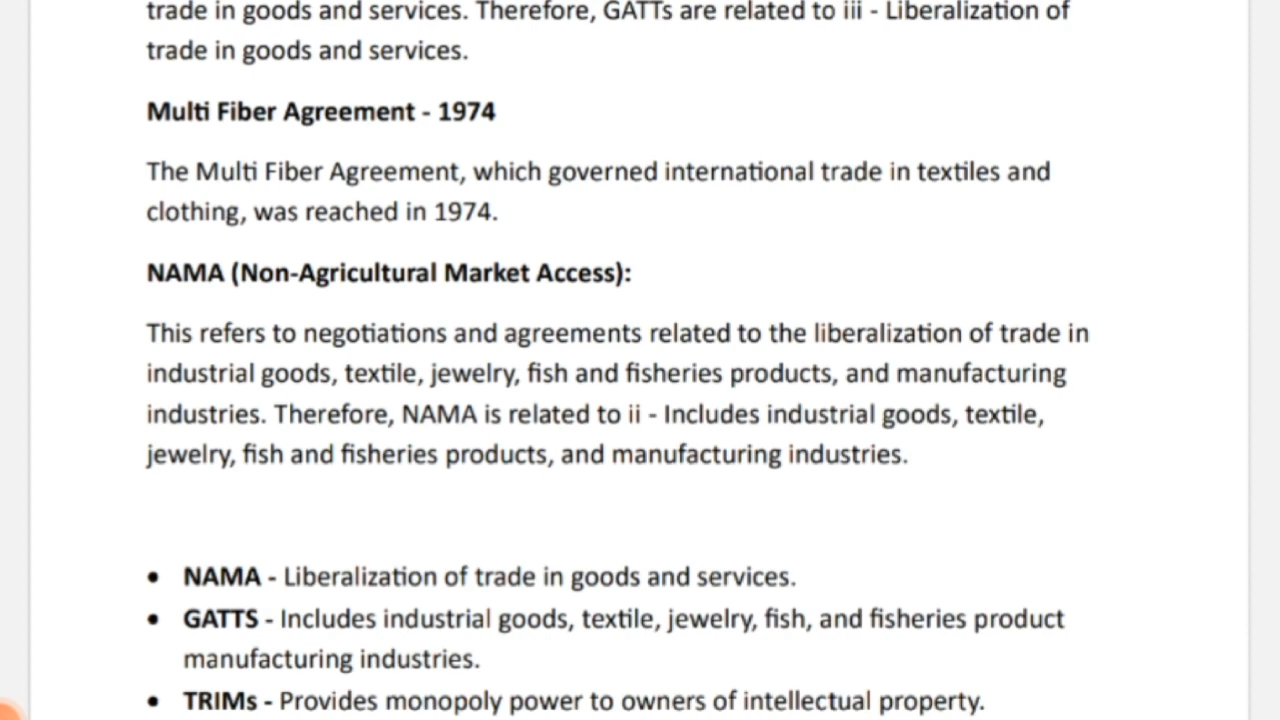 trade in goods and services. Therefore, GATTs are related to iii - Liberalization of
trade in goods and services.
Multi Fiber Agreement - 1974
The Multi Fiber Agreement, which governed international trade in textiles and
clothing, was reached in 1974.
NAMA (Non-Agricultural Market Access):
This refers to negotiations and agreements related to the liberalization of trade in
industrial goods, textile, jewelry, fish and fisheries products, and manufacturing
industries. Therefore, NAMA is related to ii - Includes industrial goods, textile,
jewelry, fish and fisheries products, and manufacturing industries.
• NAMA - Liberalization of trade in goods and services.
• GATTS - Includes industrial goods, textile, jewelry, fish, and fisheries product
manufacturing industries.
• TRIMs - Provides monopoly power to owners of intellectual property.